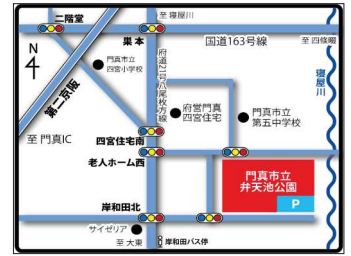 二階堂
至 寝屋川
巣本
国道163号線
至 四條畷
N
門真市立
四宮小学校
府道21号八尾枚方線
寝屋川
第二京阪
府営門真
四宮住宅
門真市立
第五中学校
至 門真IC
四宮住宅南
老人ホーム西
門真市立
弁天池公園
P
岸和田北
サイゼリア
至 大東
岸和田バス停